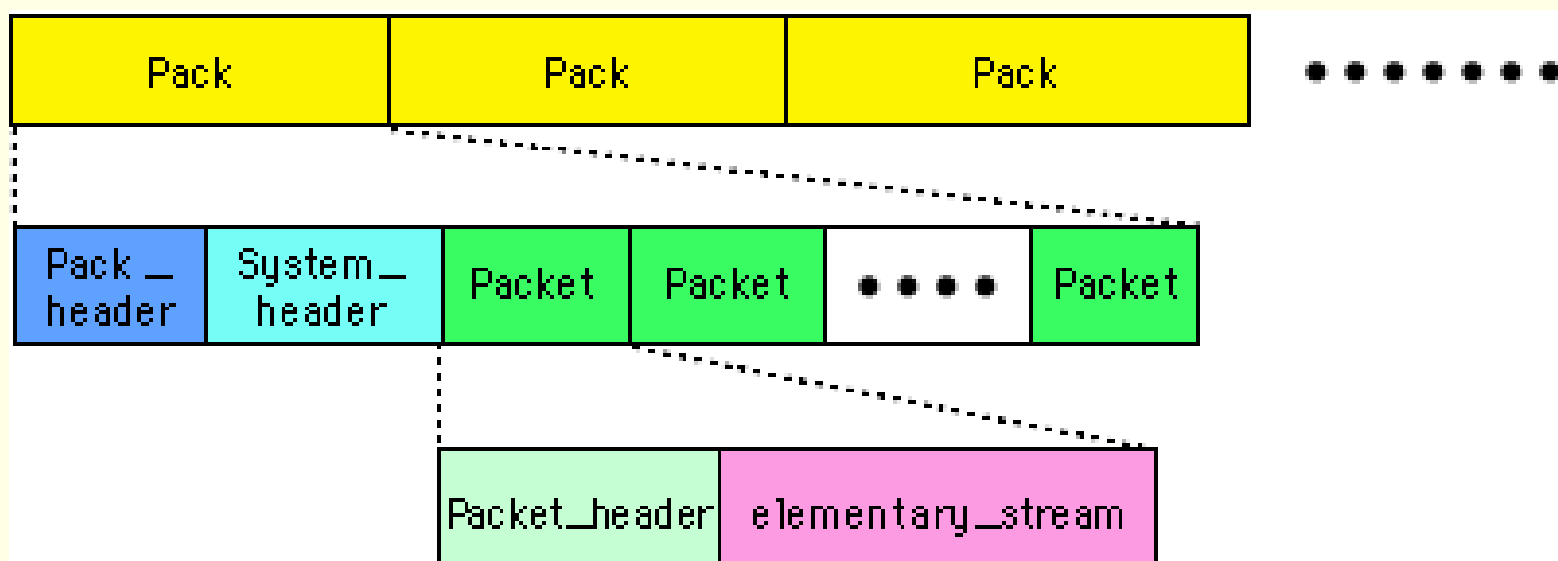 Pack Pack Pack
Pack_ System_ Packet Packet Packet
header header
Packet_header elementary_stream